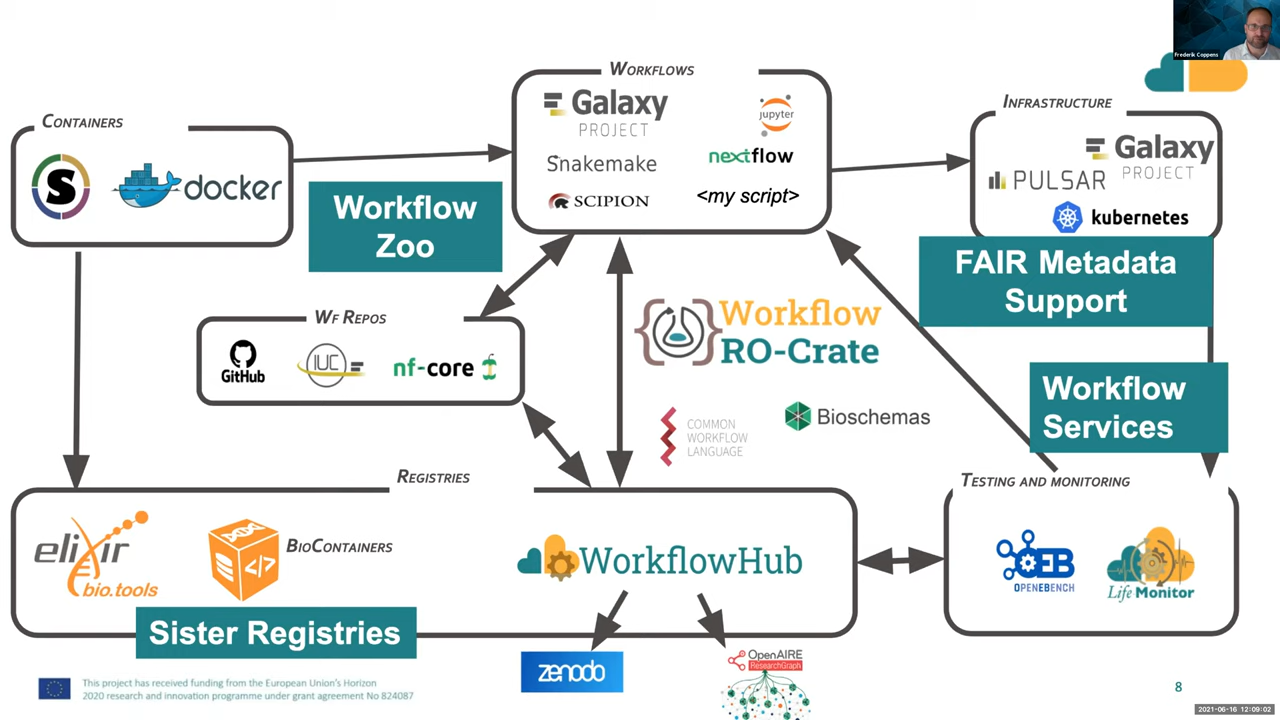 Frederik Coppens
WORKFLOWS
Galaxy
PROJECT
jupyter
Snakemake
nextflow
SCIPION
<my script>
CONTAINERS
S
docker
INFRASTRUCTURE
Galaxy
PROJECT
PULSAR
kubernetes
Workflow
Zoo
FAIR Metadata
Support
WF REPOS
GitHub
IUC
nf-core
Workflow
RO-Crate
COMMON
WORKFLOW
LANGUAGE
Bioschemas
Workflow
Services
REGISTRIES
elixir
bio.tools
</>
BIOCONTAINERS
WorkflowHub
TESTING AND MONITORING
EB
OPENEBENCH
Life Monitor
Sister Registries
zenodo
OpenAIRE
ResearchGraph
This project has received funding from the European Union's Horizon
2020 research and innovation programme under grant agreement No 824087
8
2021-06-16 12:09:02